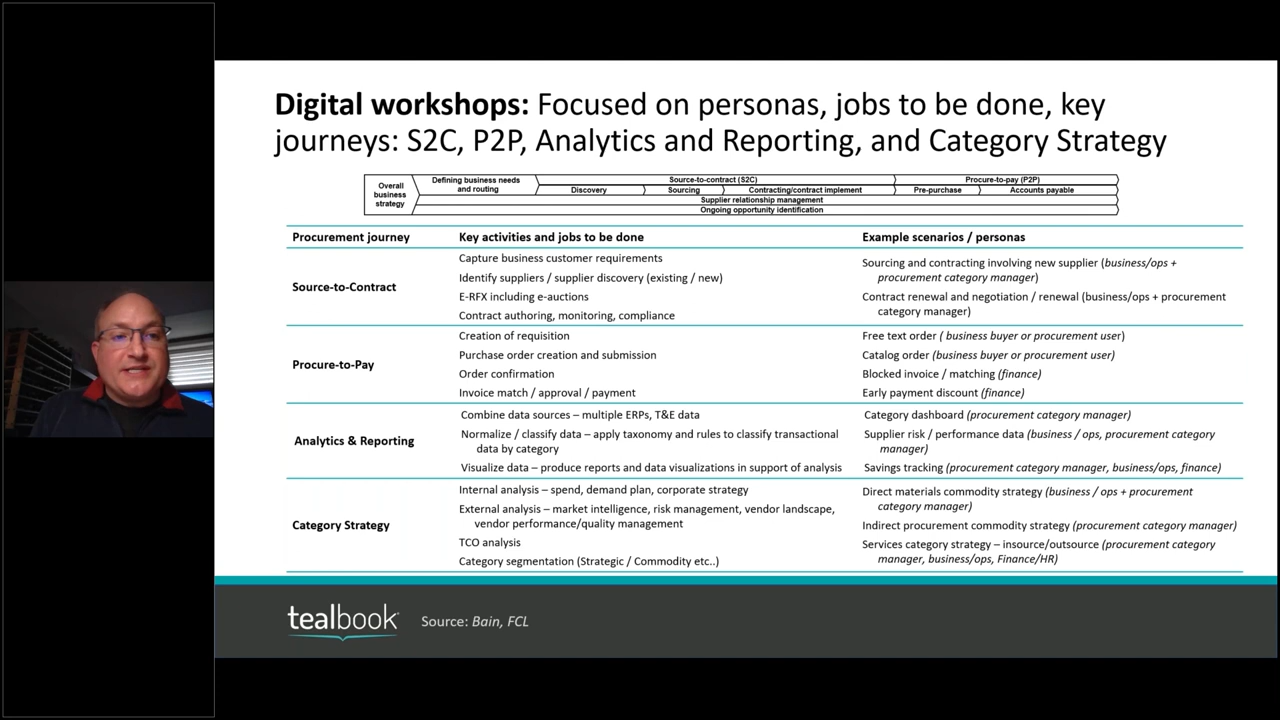 Digital workshops: Focused on personas, jobs to be done, key
journeys: S2C, P2P, Analytics and Reporting, and Category Strategy
Overall
business
strategy
Defining business needs
and routing
Source-to-contract (S2C)
Procure-to-pay (P2P)
Discovery
Sourcing
Contracting/contract implement
Pre-purchase
Accounts payable
Supplier relationship management
Ongoing opportunity identification
Procurement journey
Key activities and jobs to be done
Example scenarios / personas
Source-to-Contract
Capture business customer requirements
Identify suppliers / supplier discovery (existing / new)
E-RFX including e-auctions
Contract authoring, monitoring, compliance
Sourcing and contracting involving new supplier (business/ops +
procurement category manager)
Contract renewal and negotiation / renewal (business/ops + procurement
category manager)
Procure-to-Pay
Creation of requisition
Purchase order creation and submission
Order confirmation
Invoice match / approval / payment
Free text order ( business buyer or procurement user)
Catalog order (business buyer or procurement user)
Blocked invoice / matching (finance)
Early payment discount (finance)
Analytics & Reporting
Combine data sources – multiple ERPs, T&E data
Normalize / classify data – apply taxonomy and rules to classify transactional
data by category
Visualize data – produce reports and data visualizations in support of analysis
Category dashboard (procurement category manager)
Supplier risk / performance data (business / ops, procurement category
manager)
Savings tracking (procurement category manager, business/ops, finance)
Category Strategy
Internal analysis – spend, demand plan, corporate strategy
External analysis – market intelligence, risk management, vendor landscape,
vendor performance/quality management
TCO analysis
Category segmentation (Strategic / Commodity etc..)
Direct materials commodity strategy (business / ops + procurement
category manager)
Indirect procurement commodity strategy (procurement category manager)
Services category strategy – insource/outsource (procurement category
manager, business/ops, Finance/HR)
tealbook
Source: Bain, FCL